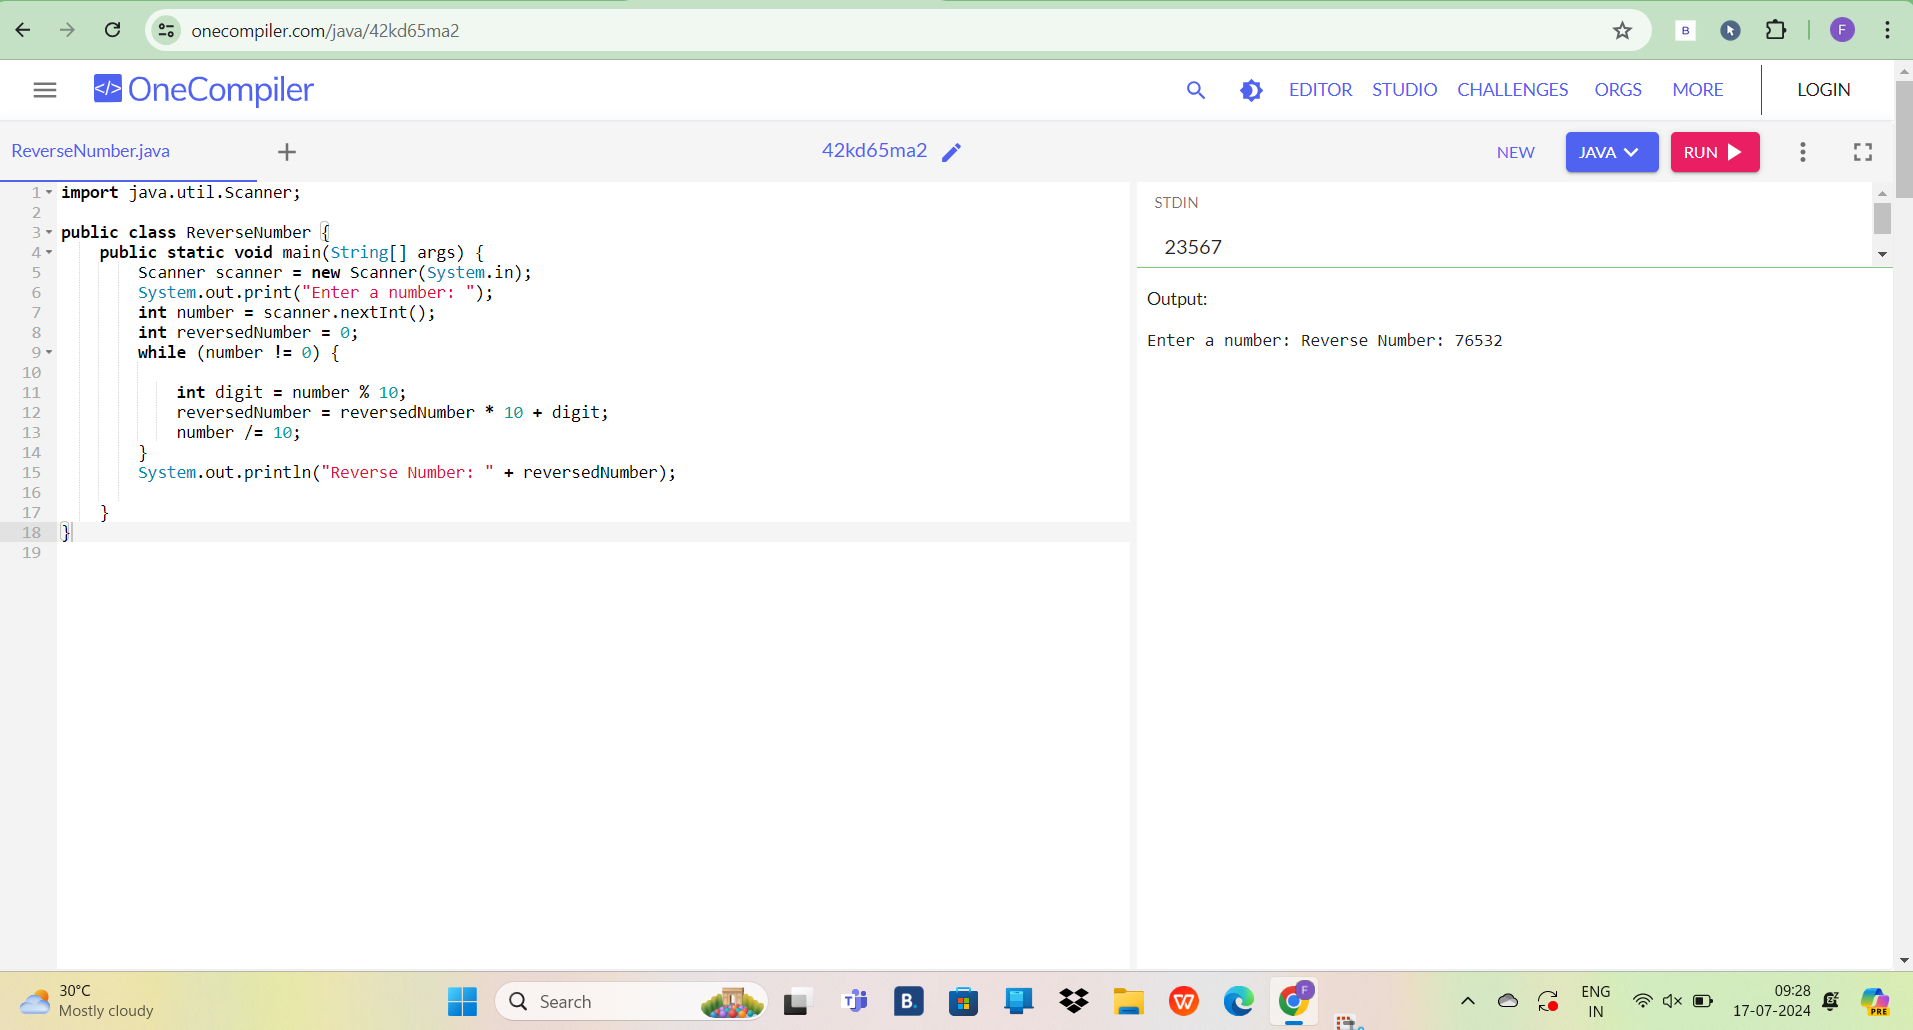 onecompiler.com/java/42kd65ma2
B
F
</> OneCompiler
EDITOR STUDIO CHALLENGES ORGS MORE LOGIN
ReverseNumber.java
42kd65ma2
NEW JAVA RUN
1 import java.util.Scanner;
2
3 public class ReverseNumber {
4     public static void main(String[] args) {
5         Scanner scanner = new Scanner(System.in);
6         System.out.print("Enter a number: ");
7         int number = scanner.nextInt();
8         int reversedNumber = 0;
9         while (number != 0) {
10
11             int digit = number % 10;
12             reversedNumber = reversedNumber * 10 + digit;
13             number /= 10;
14         }
15         System.out.println("Reverse Number: " + reversedNumber);
16
17     }
18 }
19
STDIN
23567
Output:
Enter a number: Reverse Number: 76532
30°C
Mostly cloudy
Search
B.
F
ENG
IN
09:28
17-07-2024
PRE